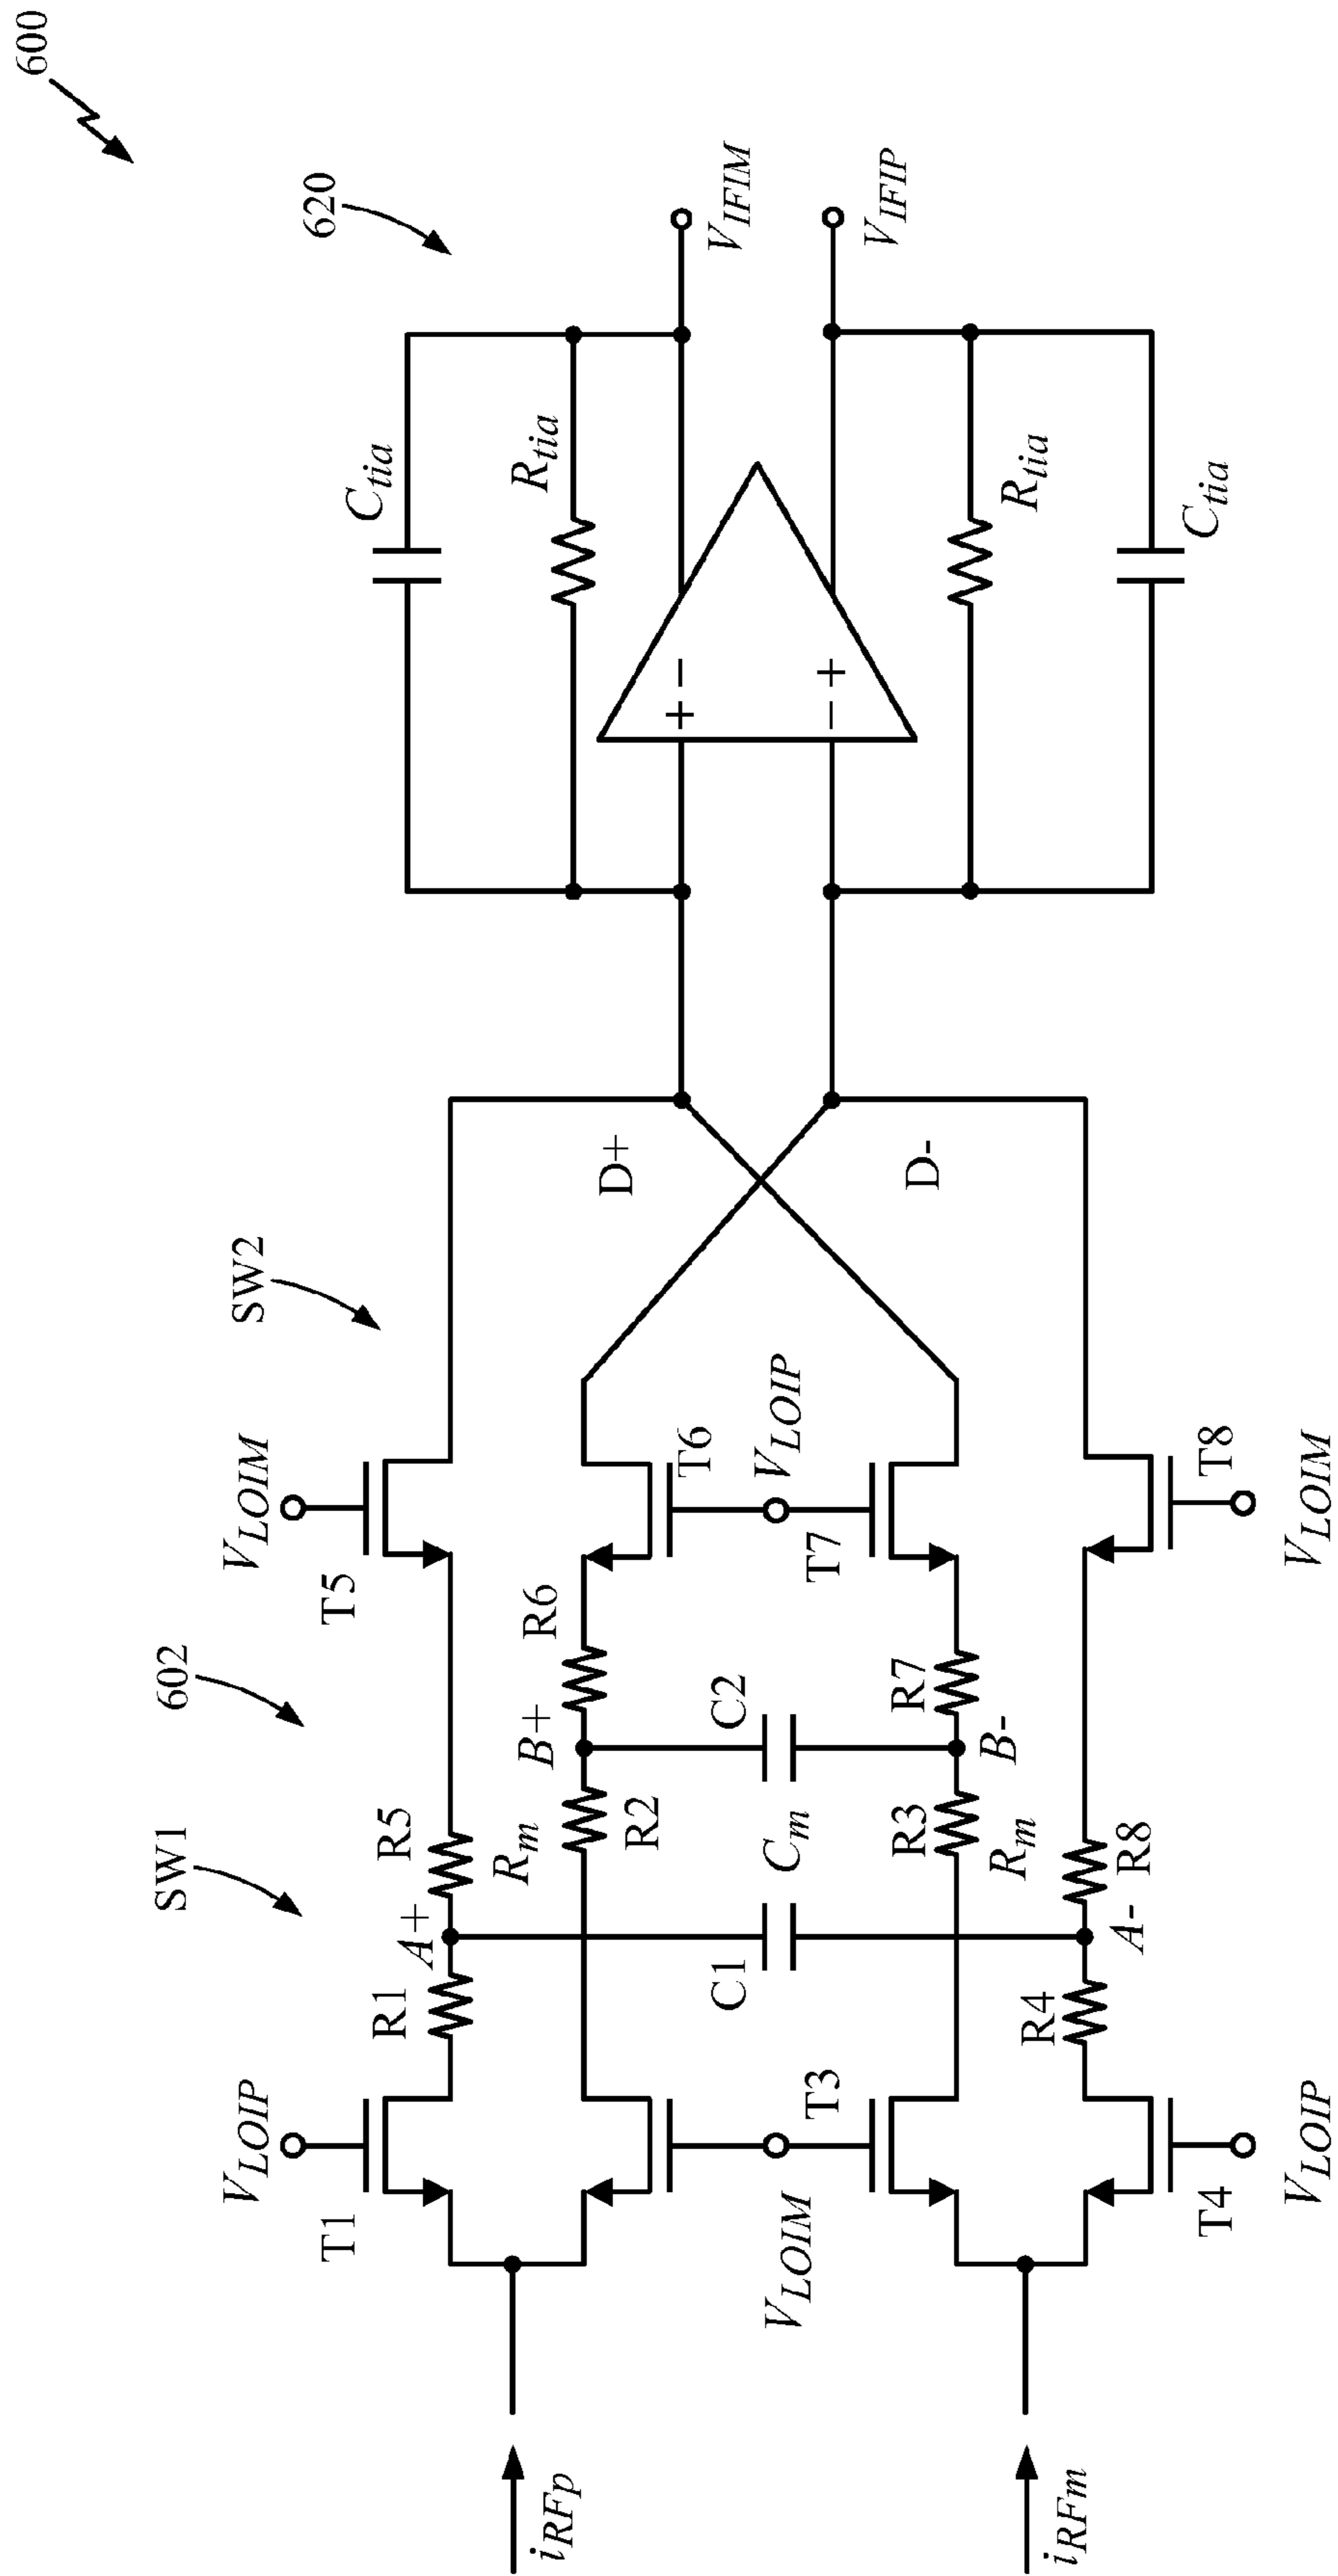 600
620
602
SW1
SW2
V_LOIP
V_LOIM
T1
R1
A+
R5
T5
C_tia
R_tia
V_IFIM
i_RFp
R_m
B+
R6
R2
T6
D+
+ -
V_LOIM
C1
C_m
C2
V_LOIP
- +
V_IFIP
T3
R3
R7
T7
D-
R_m
B-
i_RFm
R4
A-
R8
R_tia
C_tia
T4
T8
V_LOIP
V_LOIM